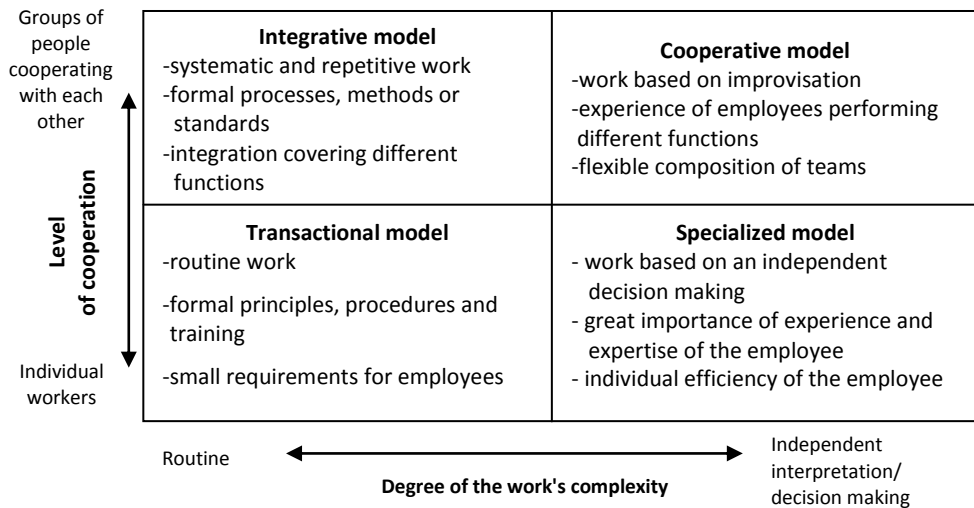 Groups of
people
cooperating
with each
other
Level
of cooperation
Individual
workers
Integrative model
-systematic and repetitive work
-formal processes, methods or
standards
-integration covering different
functions
Cooperative model
-work based on improvisation
-experience of employees performing
different functions
-flexible composition of teams
Transactional model
-routine work
-formal principles, procedures and
training
-small requirements for employees
Specialized model
- work based on an independent
decision making
- great importance of experience and
expertise of the employee
- individual efficiency of the employee
Routine
Degree of the work's complexity
Independent
interpretation/
decision making